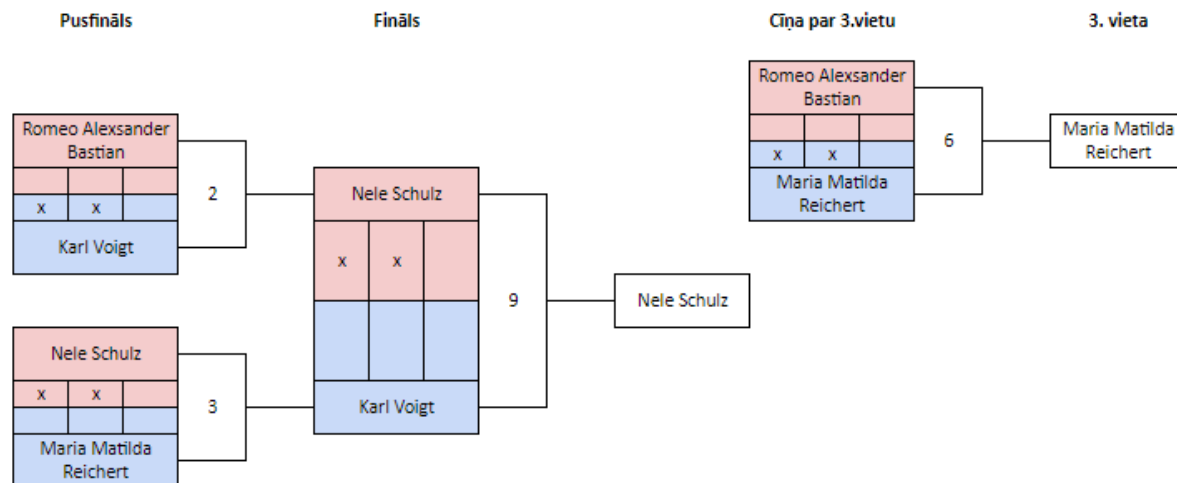 Pusfināls
Fināls
Cīņa par 3.vietu
3. vieta
Romeo Alexsander
Bastian
x x
Karl Voigt
2
Nele Schulz
x x
Maria Matilda
Reichert
3
Nele Schulz
x x
Karl Voigt
9
Nele Schulz
Romeo Alexsander
Bastian
x x
Maria Matilda
Reichert
6
Maria Matilda
Reichert